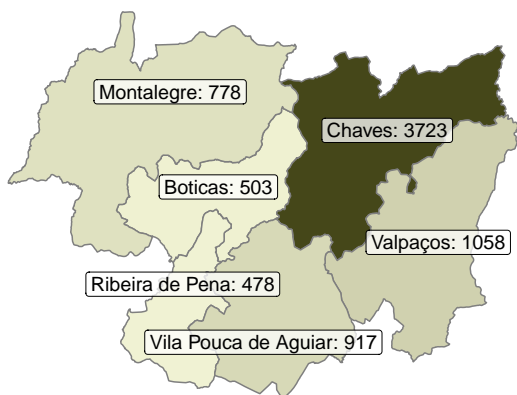 Montalegre: 778
Chaves: 3723
Boticas: 503
Valpaços: 1058
Ribeira de Pena: 478
Vila Pouca de Aguiar: 917